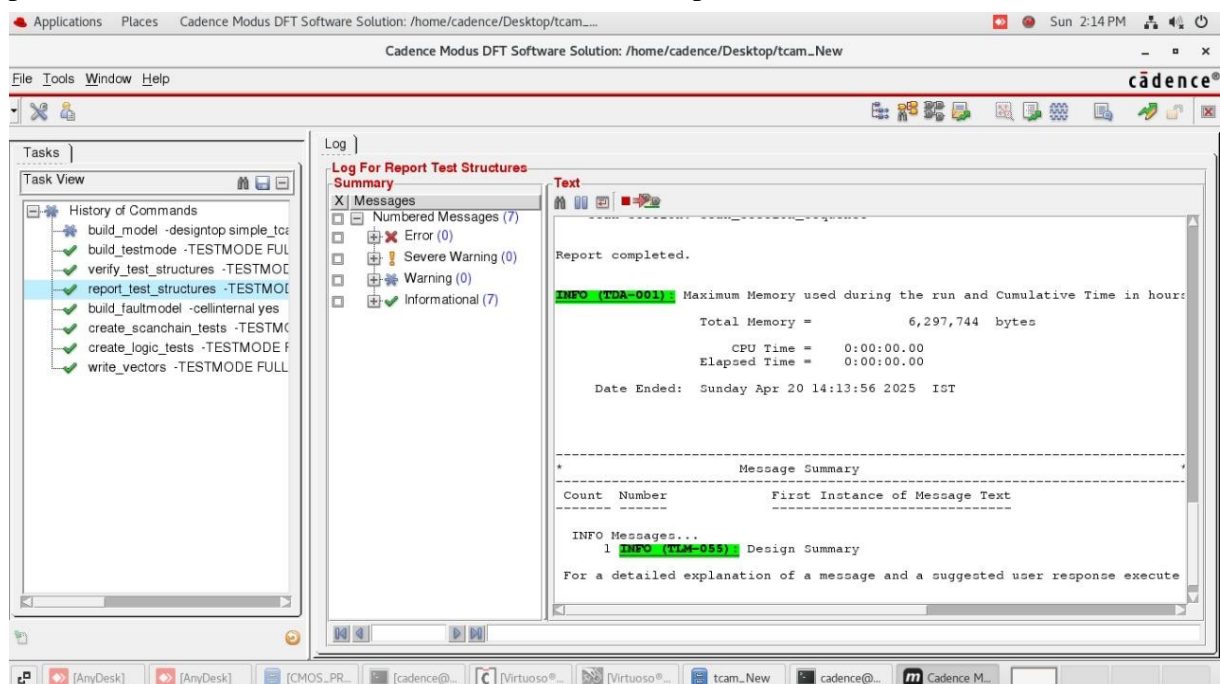 Applications Places Cadence Modus DFT Software Solution: /home/cadence/Desktop/tcam_... Sun 2:14 PM
Cadence Modus DFT Software Solution: /home/cadence/Desktop/tcam_New
File Tools Window Help cādence®
Tasks
Task View
History of Commands
build_model -designtop simple_tca
build_testmode -TESTMODE FUL
verify_test_structures -TESTMOD
report_test_structures -TESTMOD
build_faultmodel -cellinternal yes
create_scanchain_tests -TESTMO
create_logic_tests -TESTMODE F
write_vectors -TESTMODE FULL
Log
Log For Report Test Structures
Summary
X Messages
Numbered Messages (7)
Error (0)
Severe Warning (0)
Warning (0)
Informational (7)
Text
Report completed.
INFO (TDA-001): Maximum Memory used during the run and Cumulative Time in hours
Total Memory = 6,297,744 bytes
CPU Time = 0:00:00.00
Elapsed Time = 0:00:00.00
Date Ended: Sunday Apr 20 14:13:56 2025 IST
--------------------------------------------------------------------------------
* Message Summary *
--------------------------------------------------------------------------------
Count Number First Instance of Message Text
------- ------ ------------------------------
INFO Messages...
1 INFO (TLM-055): Design Summary
For a detailed explanation of a message and a suggested user response execute
[AnyDesk] [AnyDesk] [CMOS_PR... [cadence@... [Virtuoso®... [Virtuoso®... tcam_New cadence@... Cadence M...